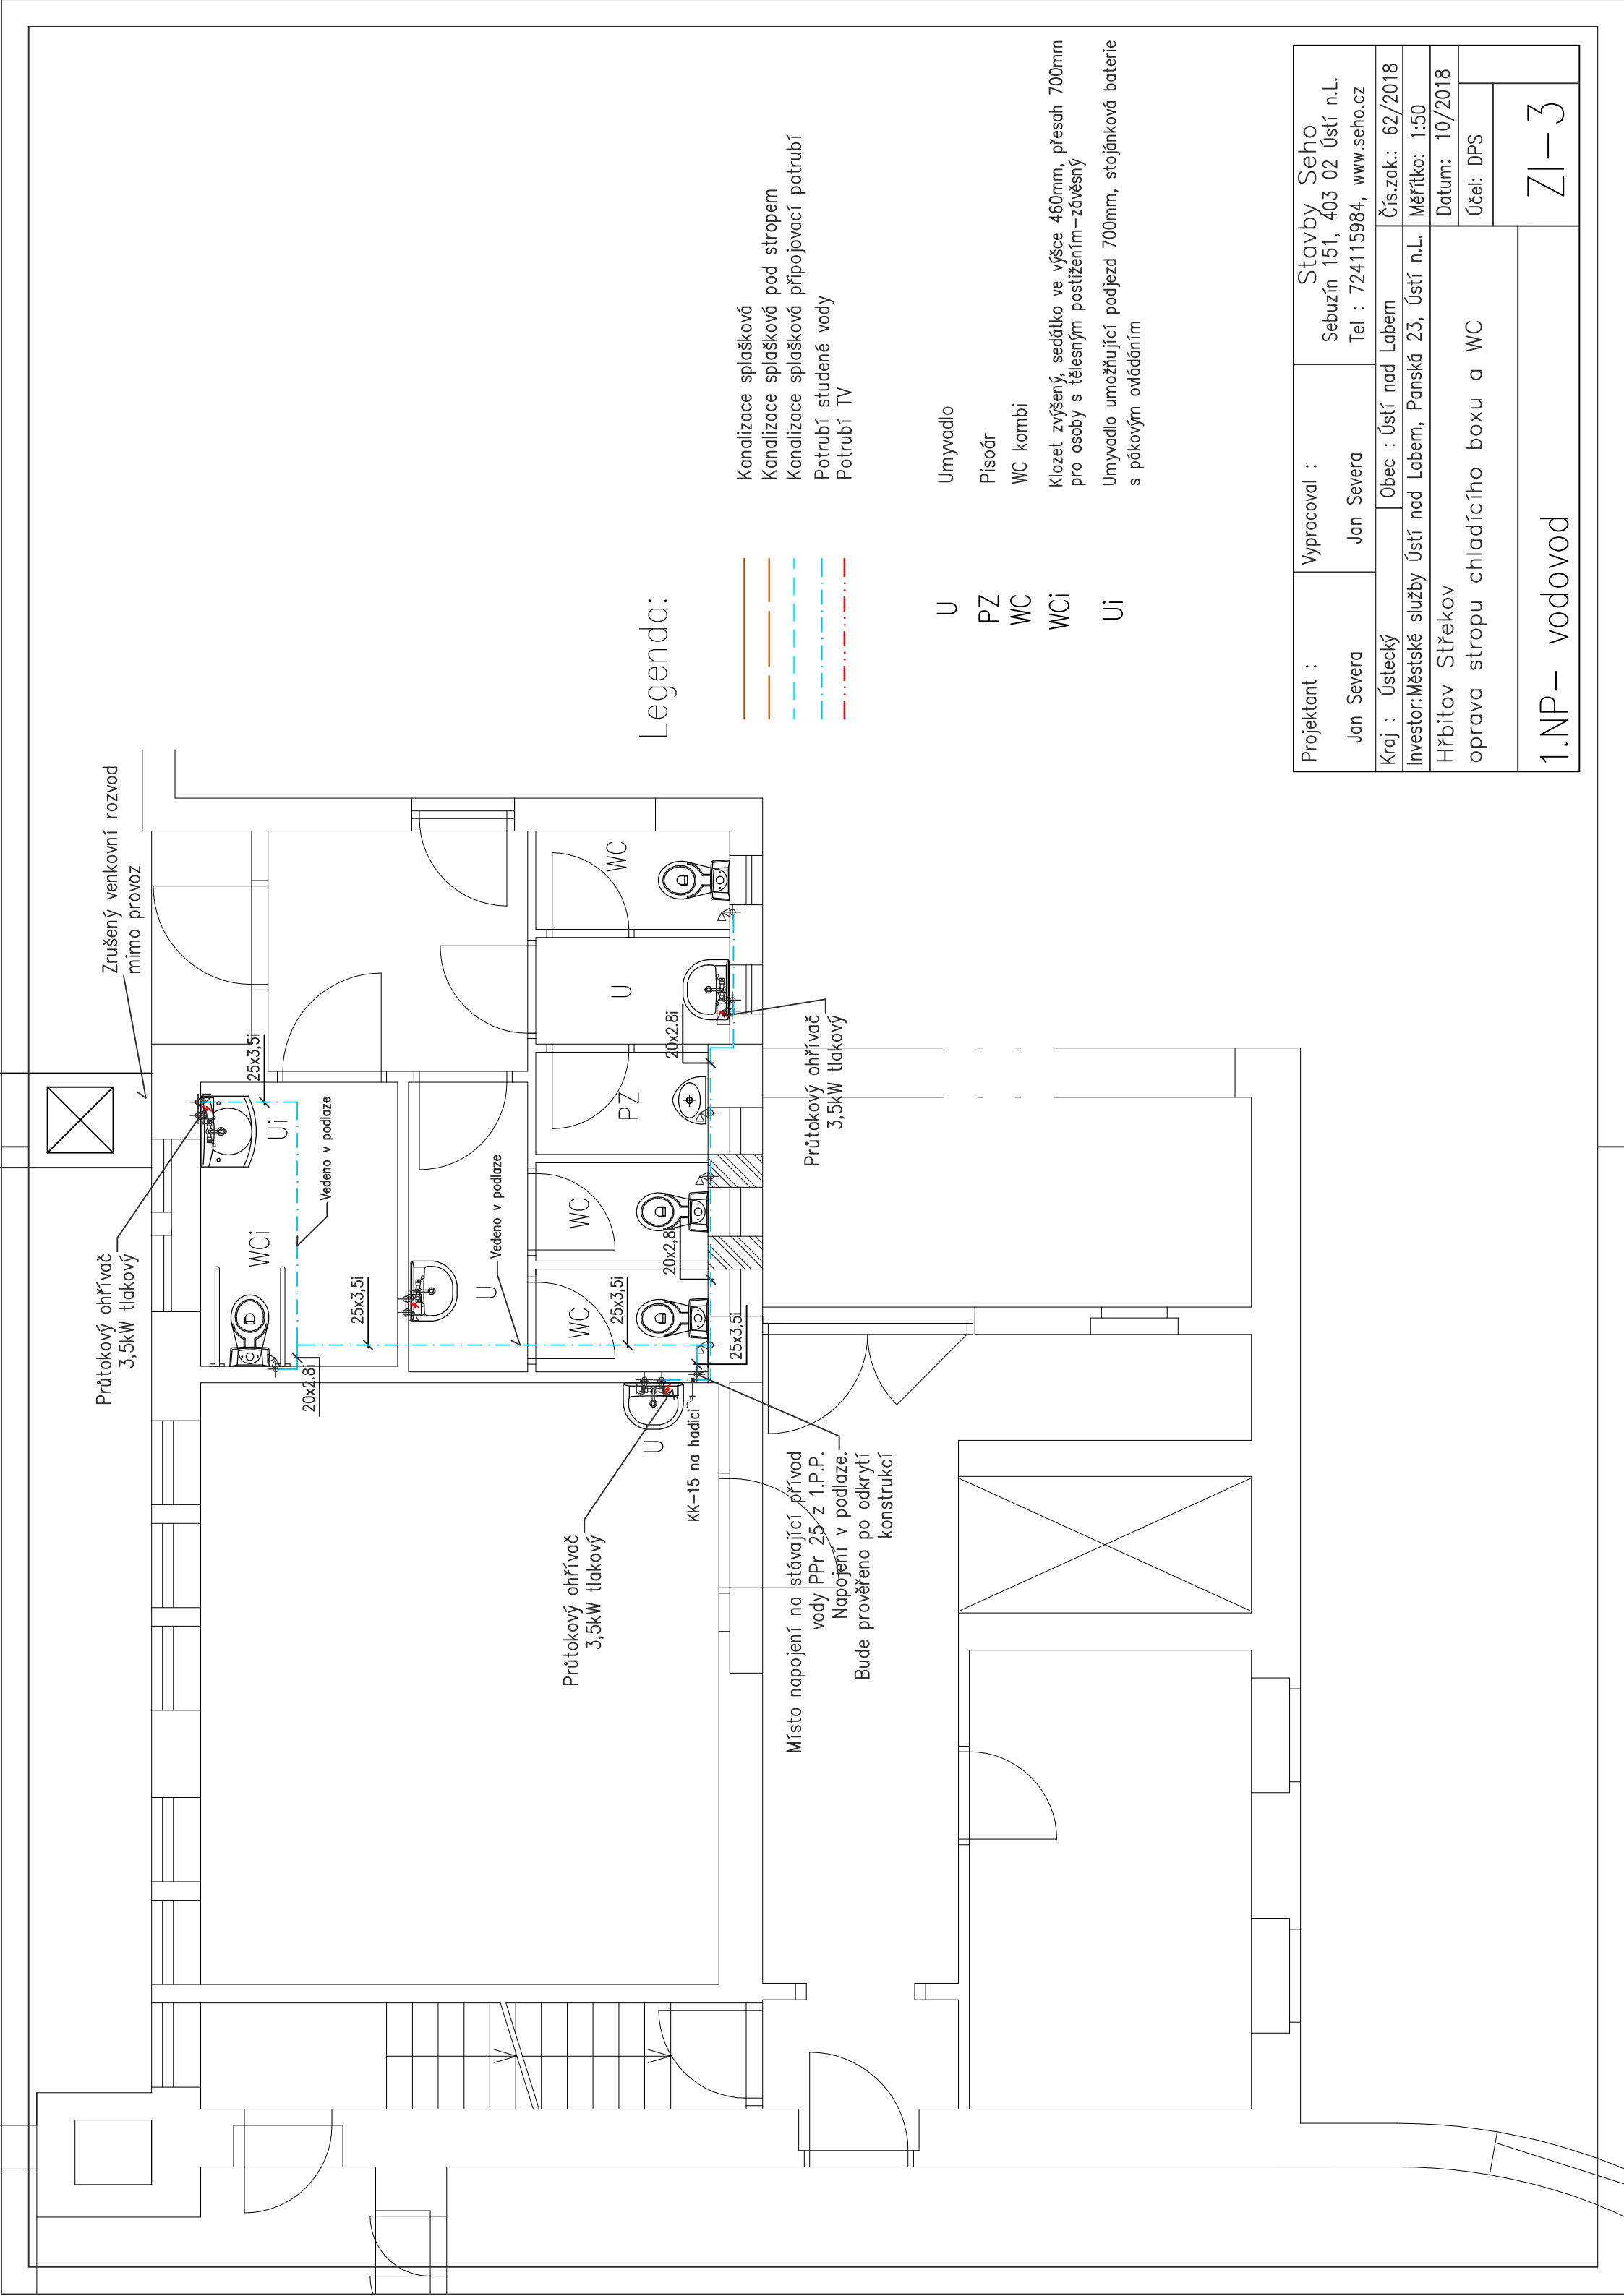 Zrušený venkovní rozvod
mimo provoz
Průtokový ohřívač
3,5kW tlakový
25x3,5i
Ui
Vedeno v podlaze
WCi
20x2.8i
25x3,5i
U
Vedeno v podlaze
WC
U
PZ
WC
WC
20x2.8i
20x2,8i
25x3,5i
25x3,5i
U
KK-15 na hadici
Průtokový ohřívač
3,5kW tlakový
Průtokový ohřívač
3,5kW tlakový
Místo napojení na stávající přívod
vody PPr 25 z 1.P.P.
Napojení v podlaze.
Bude prověřeno po odkrytí
konstrukcí
Legenda:
Kanalizace splašková
Kanalizace splašková pod stropem
Kanalizace splašková připojovací potrubí
Potrubí studené vody
Potrubí TV
U Umyvadlo
PZ Pisoár
WC WC kombi
WCi Klozet zvýšený, sedátko ve výšce 460mm, přesah 700mm
pro osoby s tělesným postižením-závěsný
Ui Umyvadlo umožňující podjezd 700mm, stojánková baterie
s pákovým ovládáním
Projektant :
Jan Severa
Vypracoval :
Jan Severa
Stavby Seho
Sebuzín 151, 403 02 Ústí n.L.
Tel : 724115984, www.seho.cz
Kraj : Ústecký
Obec : Ústí nad Labem
Čís.zak.: 62/2018
Investor:Městské služby Ústí nad Labem, Panská 23, Ústí n.L.
Měřítko: 1:50
Hřbitov Střekov
oprava stropu chladícího boxu a WC
Datum: 10/2018
Účel: DPS
1.NP- vodovod
ZI-3